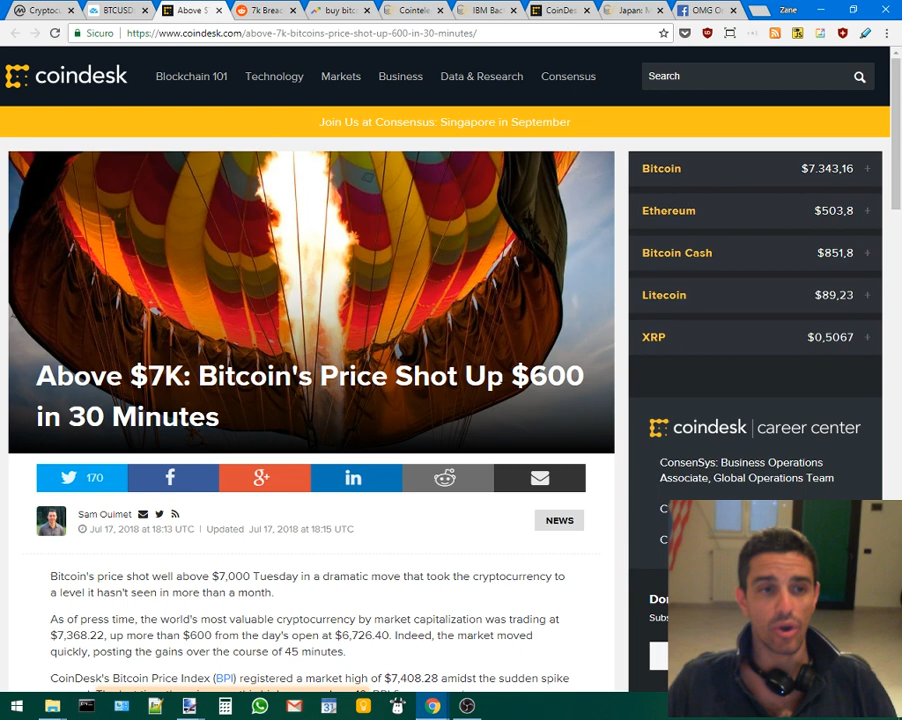 Cryptocu
BTCUSD
Above $
7k Breac
buy bitc
Cointele
IBM Bac
CoinDes
Japan: M
OMG O
Zane
Sicuro
https://www.coindesk.com/above-7k-bitcoins-price-shot-up-600-in-30-minutes/
coindesk
Blockchain 101
Technology
Markets
Business
Data & Research
Consensus
Search
Join Us at Consensus: Singapore in September
Above $7K: Bitcoin's Price Shot Up $600
in 30 Minutes
Bitcoin $7.343,16 +
Ethereum $503,8 +
Bitcoin Cash $851,8 +
Litecoin $89,23 +
XRP $0,5067 +
coindesk | career center
ConsenSys: Business Operations
Associate, Global Operations Team
170
Sam Ouimet
Jul 17, 2018 at 18:13 UTC | Updated Jul 17, 2018 at 18:15 UTC
NEWS
Bitcoin's price shot well above $7,000 Tuesday in a dramatic move that took the cryptocurrency to
a level it hasn't seen in more than a month.
As of press time, the world's most valuable cryptocurrency by market capitalization was trading at
$7,368.22, up more than $600 from the day's open at $6,726.40. Indeed, the market moved
quickly, posting the gains over the course of 45 minutes.
CoinDesk's Bitcoin Price Index (BPI) registered a market high of $7,408.28 amidst the sudden spike